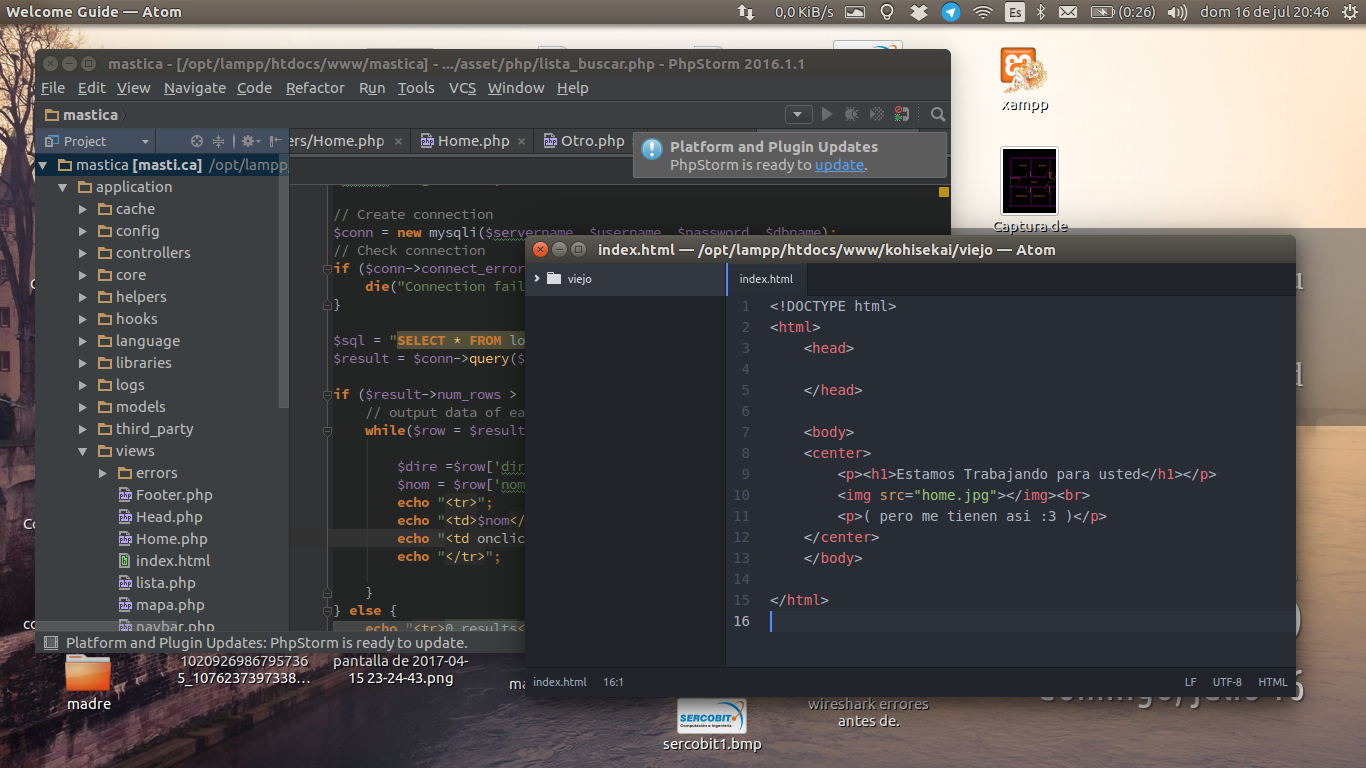 Welcome Guide — Atom
0,0 KiB/s
Es
(0:26)
dom 16 de jul 20:46
mastica - [/opt/lampp/htdocs/www/mastica] - .../asset/php/lista_buscar.php - PhpStorm 2016.1.1
File Edit View Navigate Code Refactor Run Tools VCS Window Help
mastica
Project
ers/Home.php
Home.php
Otro.php
Platform and Plugin Updates
PhpStorm is ready to update.
mastica [masti.ca] /opt/lampp
application
cache
config
controllers
core
helpers
hooks
language
libraries
logs
models
third_party
views
errors
Footer.php
Head.php
Home.php
index.html
lista.php
mapa.php
navbar.php
// Create connection
$conn = new mysqli($servername, $username, $password, $dbname);
// Check connection
if ($conn->connect_error
die("Connection fail
}
$sql = "SELECT * FROM lo
$result = $conn->query($
if ($result->num_rows >
// output data of ea
while($row = $result
$dire =$row['dir
$nom = $row['nom
echo "<tr>";
echo "<td>$nom</
echo "<td onclic
echo "</tr>";
}
} else {
echo "<tr>0 results<
Platform and Plugin Updates: PhpStorm is ready to update.
index.html — /opt/lampp/htdocs/www/kohisekai/viejo — Atom
viejo
index.html
1 <!DOCTYPE html>
2 <html>
3 <head>
4
5 </head>
6
7 <body>
8 <center>
9 <p><h1>Estamos Trabajando para usted</h1></p>
10 <img src="home.jpg"></img><br>
11 <p>( pero me tienen asi :3 )</p>
12 </center>
13 </body>
14
15 </html>
16
index.html 16:1
LF UTF-8 HTML
xampp
Captura de
madre
1020926986795736
5_1076237397338...
pantalla de 2017-04-
15 23-24-43.png
SERCOBIT
Computación e Ingeniería
sercobit1.bmp
wireshark errores
antes de.
Domingo, julio 16